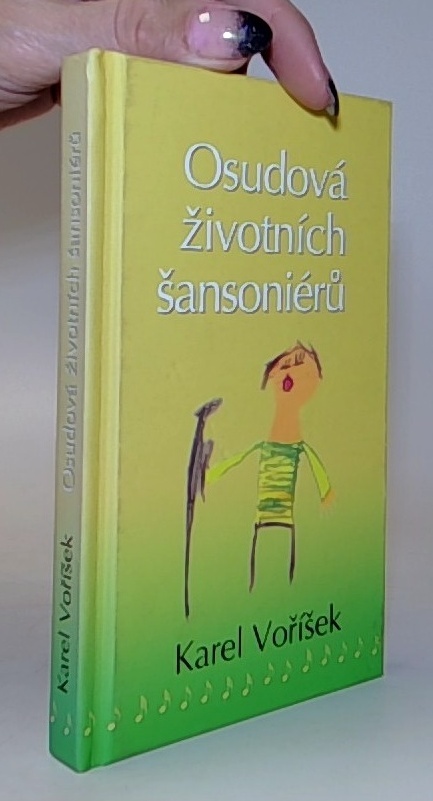 Osudová
životních
šansoniérů
Karel Voříšek
Karel Voříšek Osudová životních šansoniérů